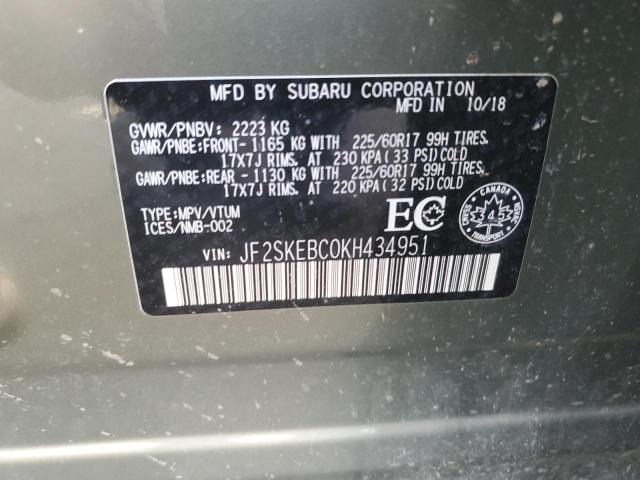 MFD BY SUBARU CORPORATION
MFD IN 10/18
GVWR/PNBV: 2223 KG
GAWR/PNBE:FRONT-1165 KG WITH 225/60R17 99H TIRES.
17X7J RIMS. AT 230 KPA(33 PSI)COLD
GAWR/PNBE:REAR -1130 KG WITH 225/60R17 99H TIRES.
17X7J RIMS. AT 220 KPA(32 PSI)COLD
TYPE:MPV/VTUM
ICES/NMB-002
EC
CANADA
345
VIN: JF2SKEBC0KH434951